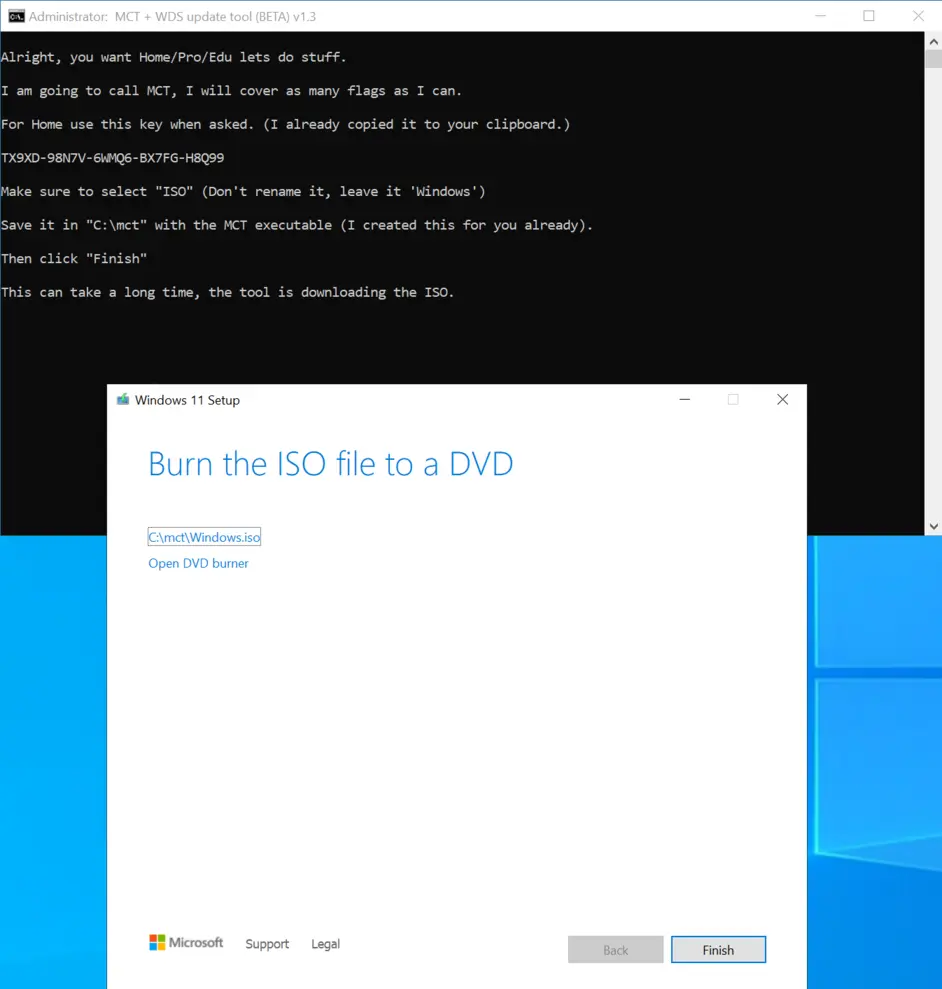 Administrator: MCT + WDS update tool (BETA) v1.3
Alright, you want Home/Pro/Edu lets do stuff.
I am going to call MCT, I will cover as many flags as I can.
For Home use this key when asked. (I already copied it to your clipboard.)
TX9XD-98N7V-6WMQ6-BX7FG-H8Q99
Make sure to select "ISO" (Don't rename it, leave it 'Windows')
Save it in "C:\mct" with the MCT executable (I created this for you already).
Then click "Finish"
This can take a long time, the tool is downloading the ISO.
Windows 11 Setup
Burn the ISO file to a DVD
C:\mct\Windows.iso
Open DVD burner
Microsoft Support Legal Back Finish